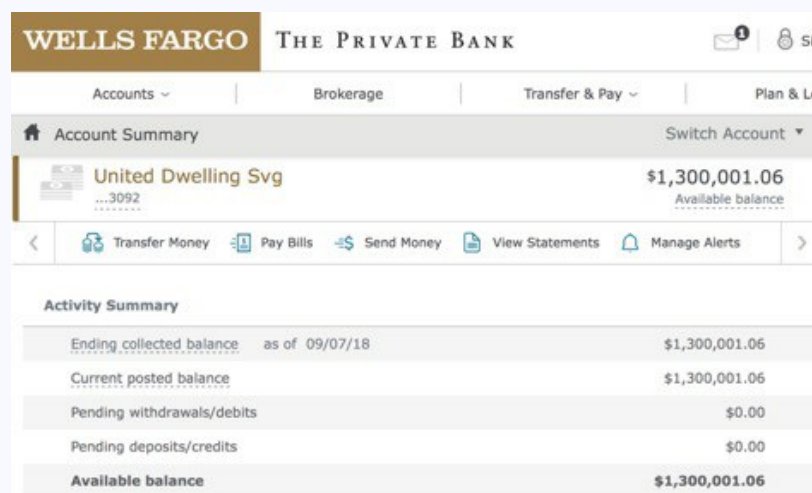 WELLS FARGO THE PRIVATE BANK 1
Accounts Brokerage Transfer & Pay Plan &
Account Summary Switch Account
United Dwelling Svg $1,300,001.06
...3092 Available balance
Transfer Money Pay Bills Send Money View Statements Manage Alerts
Activity Summary
Ending collected balance as of 09/07/18 $1,300,001.06
Current posted balance $1,300,001.06
Pending withdrawals/debits $0.00
Pending deposits/credits $0.00
Available balance $1,300,001.06